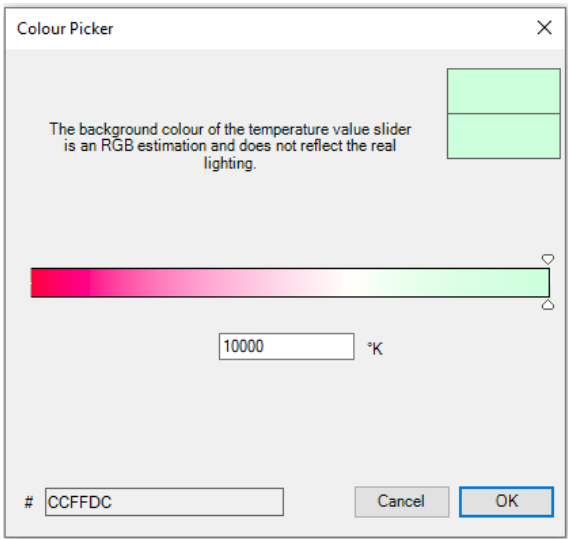 Colour Picker
The background colour of the temperature value slider
is an RGB estimation and does not reflect the real
lighting.
10000 °K
# CCFFDC Cancel OK